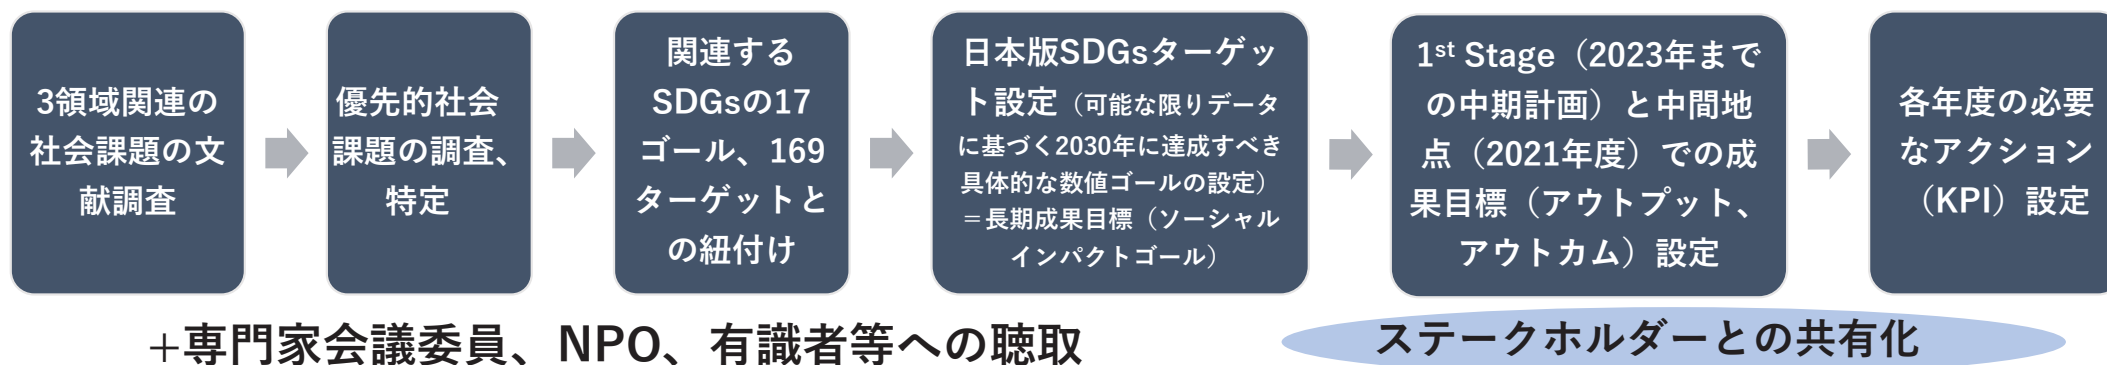 3領域関連の
社会課題の文
献調査
優先的社会
課題の調査、
特定
関連する
SDGsの17
ゴール、169
ターゲットと
の紐付け
日本版SDGsターゲッ
ト設定（可能な限りデータ
に基づく2030年に達成すべき
具体的な数値ゴールの設定）
＝長期成果目標（ソーシャル
インパクトゴール）
1st Stage（2023年まで
の中期計画）と中間地
点（2021年度）での成
果目標（アウトプット、
アウトカム）設定
各年度の必要
なアクション
（KPI）設定
+専門家会議委員、NPO、有識者等への聴取
ステークホルダーとの共有化